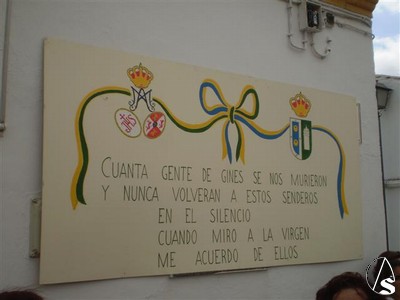 CUANTA GENTE DE GINES SE NOS MURIERON
Y NUNCA VOLVERAN A ESTOS SENDEROS
EN EL SILENCIO
CUANDO MIRO A LA VIRGEN
ME ACUERDO DE ELLOS